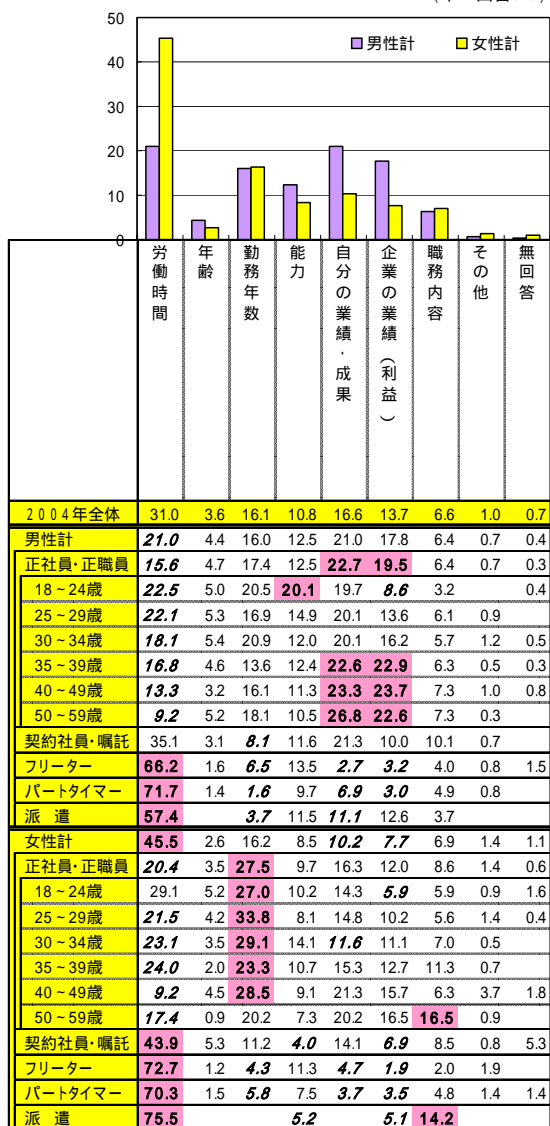 50
40
30
20
10
0
男性計 女性計
労働時間 年齢 勤務年数 能力 自分の業績・成果 企業の業績（利益） 職務内容 その他 無回答
2004年全体 31.0 3.6 16.1 10.8 16.6 13.7 6.6 1.0 0.7
男性計 21.0 4.4 16.0 12.5 21.0 17.8 6.4 0.7 0.4
正社員・正職員 15.6 4.7 17.4 12.5 22.7 19.5 6.4 0.7 0.3
18～24歳 22.5 5.0 20.5 20.1 19.7 8.6 3.2 0.4
25～29歳 22.1 5.3 16.9 14.9 20.1 13.6 6.1 0.9
30～34歳 18.1 5.4 20.9 12.0 20.1 16.2 5.7 1.2 0.5
35～39歳 16.8 4.6 13.6 12.4 22.6 22.9 6.3 0.5 0.3
40～49歳 13.3 3.2 16.1 11.3 23.3 23.7 7.3 1.0 0.8
50～59歳 9.2 5.2 18.1 10.5 26.8 22.6 7.3 0.3
契約社員・嘱託 35.1 3.1 8.1 11.6 21.3 10.0 10.1 0.7
フリーター 66.2 1.6 6.5 13.5 2.7 3.2 4.0 0.8 1.5
パートタイマー 71.7 1.4 1.6 9.7 6.9 3.0 4.9 0.8
派 遣 57.4 3.7 11.5 11.1 12.6 3.7
女性計 45.5 2.6 16.2 8.5 10.2 7.7 6.9 1.4 1.1
正社員・正職員 20.4 3.5 27.5 9.7 16.3 12.0 8.6 1.4 0.6
18～24歳 29.1 5.2 27.0 10.2 14.3 5.9 5.9 0.9 1.6
25～29歳 21.5 4.2 33.8 8.1 14.8 10.2 5.6 1.4 0.4
30～34歳 23.1 3.5 29.1 14.1 11.6 11.1 7.0 0.5
35～39歳 24.0 2.0 23.3 10.7 15.3 12.7 11.3 0.7
40～49歳 9.2 4.5 28.5 9.1 21.3 15.7 6.3 3.7 1.8
50～59歳 17.4 0.9 20.2 7.3 20.2 16.5 16.5 0.9
契約社員・嘱託 43.9 5.3 11.2 4.0 14.1 6.9 8.5 0.8 5.3
フリーター 72.7 1.2 4.3 11.3 4.7 1.9 2.0 1.9
パートタイマー 70.3 1.5 5.8 7.5 3.7 3.5 4.8 1.4 1.4
派 遣 75.5 5.2 5.1 14.2